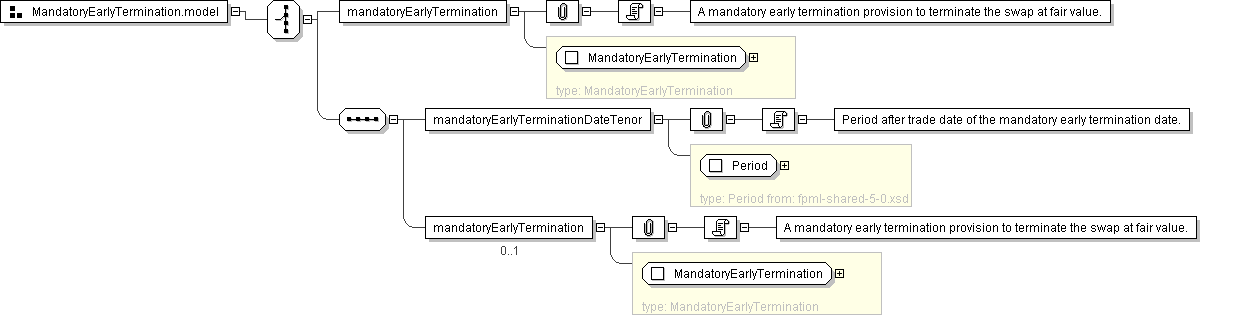 MandatoryEarlyTermination.model
mandatoryEarlyTermination
A mandatory early termination provision to terminate the swap at fair value.
MandatoryEarlyTermination
type: MandatoryEarlyTermination
mandatoryEarlyTerminationDateTenor
Period after trade date of the mandatory early termination date.
Period
type: Period from: fpml-shared-5-0.xsd
mandatoryEarlyTermination
A mandatory early termination provision to terminate the swap at fair value.
0..1
MandatoryEarlyTermination
type: MandatoryEarlyTermination